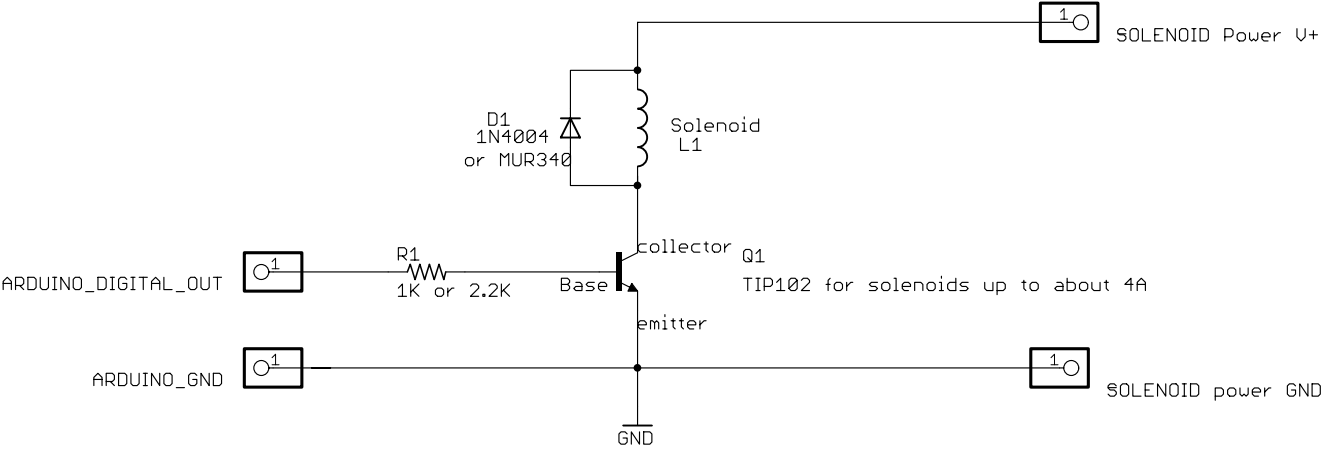 1
SOLENOID Power V+
D1
1N4004
or MUR340
Solenoid
L1
collector
Q1
R1
1
ARDUINO_DIGITAL_OUT
1K or 2.2K
Base
TIP102 for solenoids up to about 4A
emitter
1
ARDUINO_GND
1
SOLENOID power GND
GND